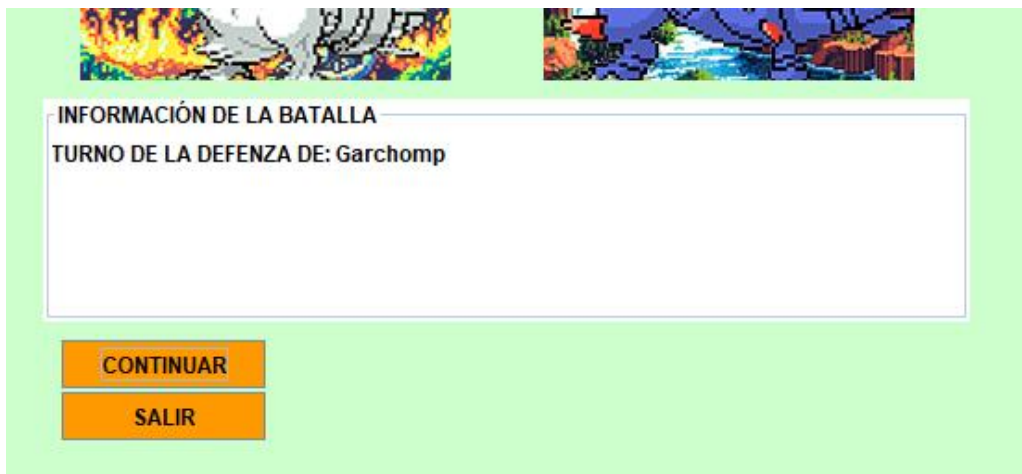 INFORMACIÓN DE LA BATALLA
TURNO DE LA DEFENZA DE: Garchomp
CONTINUAR
SALIR